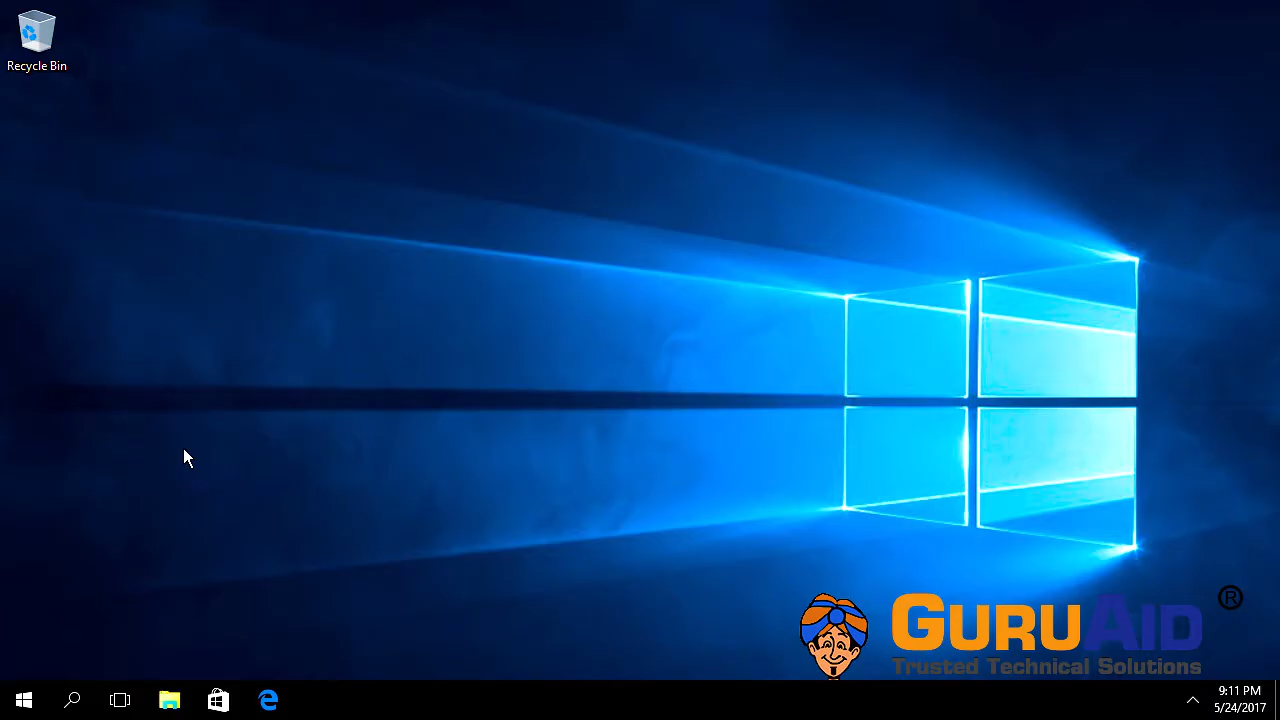 Recycle Bin
GURUAID ®
Trusted Technical Solutions
9:11 PM
5/24/2017